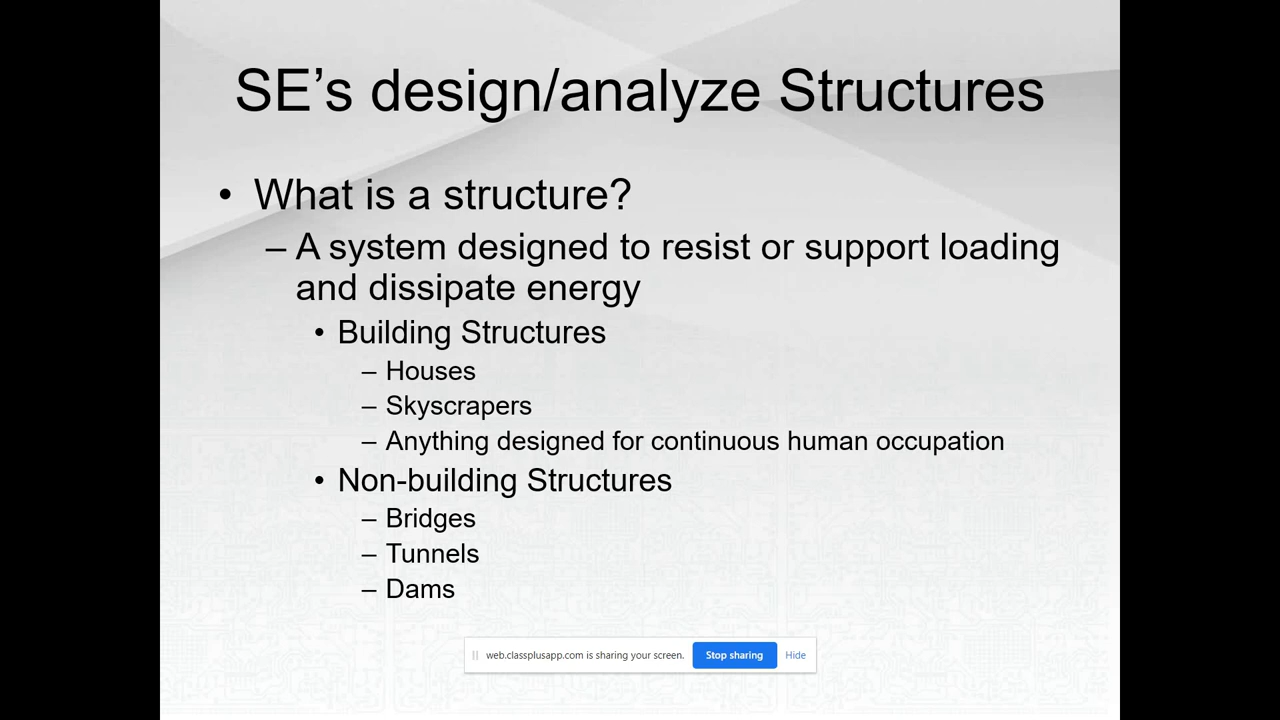 SE’s design/analyze Structures
• What is a structure?
– A system designed to resist or support loading
and dissipate energy
• Building Structures
– Houses
– Skyscrapers
– Anything designed for continuous human occupation
• Non-building Structures
– Bridges
– Tunnels
– Dams
web.classplusapp.com is sharing your screen. Stop sharing Hide